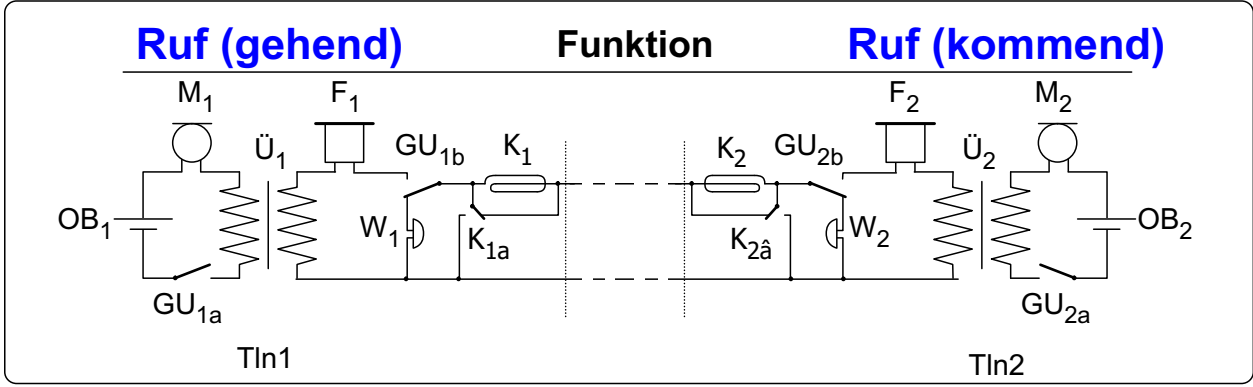 Ruf (gehend) Funktion Ruf (kommend)
M1 F1 F2 M2
Ü1 GU1b K1 K2 GU2b Ü2
OB1 W1 K1a K2â W2 OB2
GU1a GU2a
Tln1 Tln2